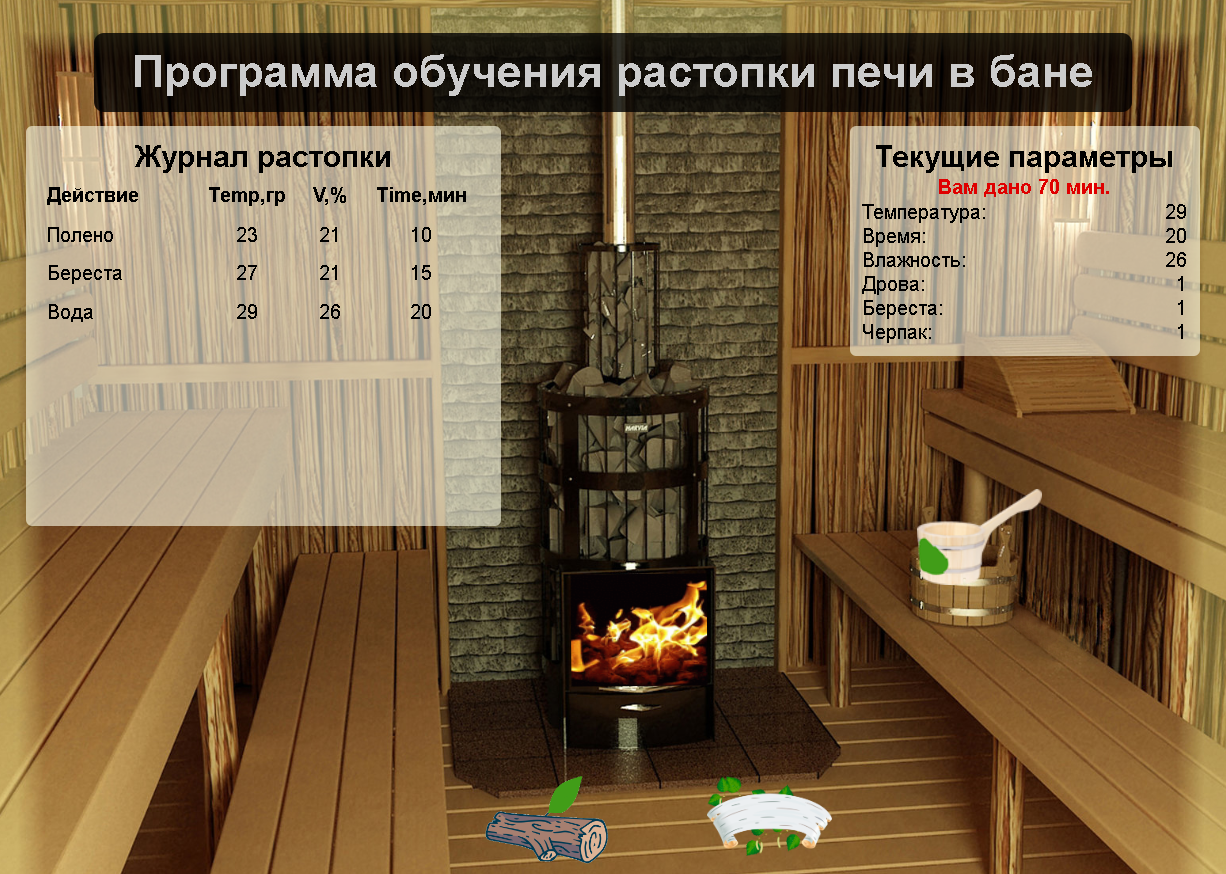 Программа обучения растопки печи в бане
Журнал растопки
Действие Temp,гр V,% Time,мин
Полено 23 21 10
Береста 27 21 15
Вода 29 26 20
Текущие параметры
Вам дано 70 мин.
Температура: 29
Время: 20
Влажность: 26
Дрова: 1
Береста: 1
Черпак: 1
HARVIA